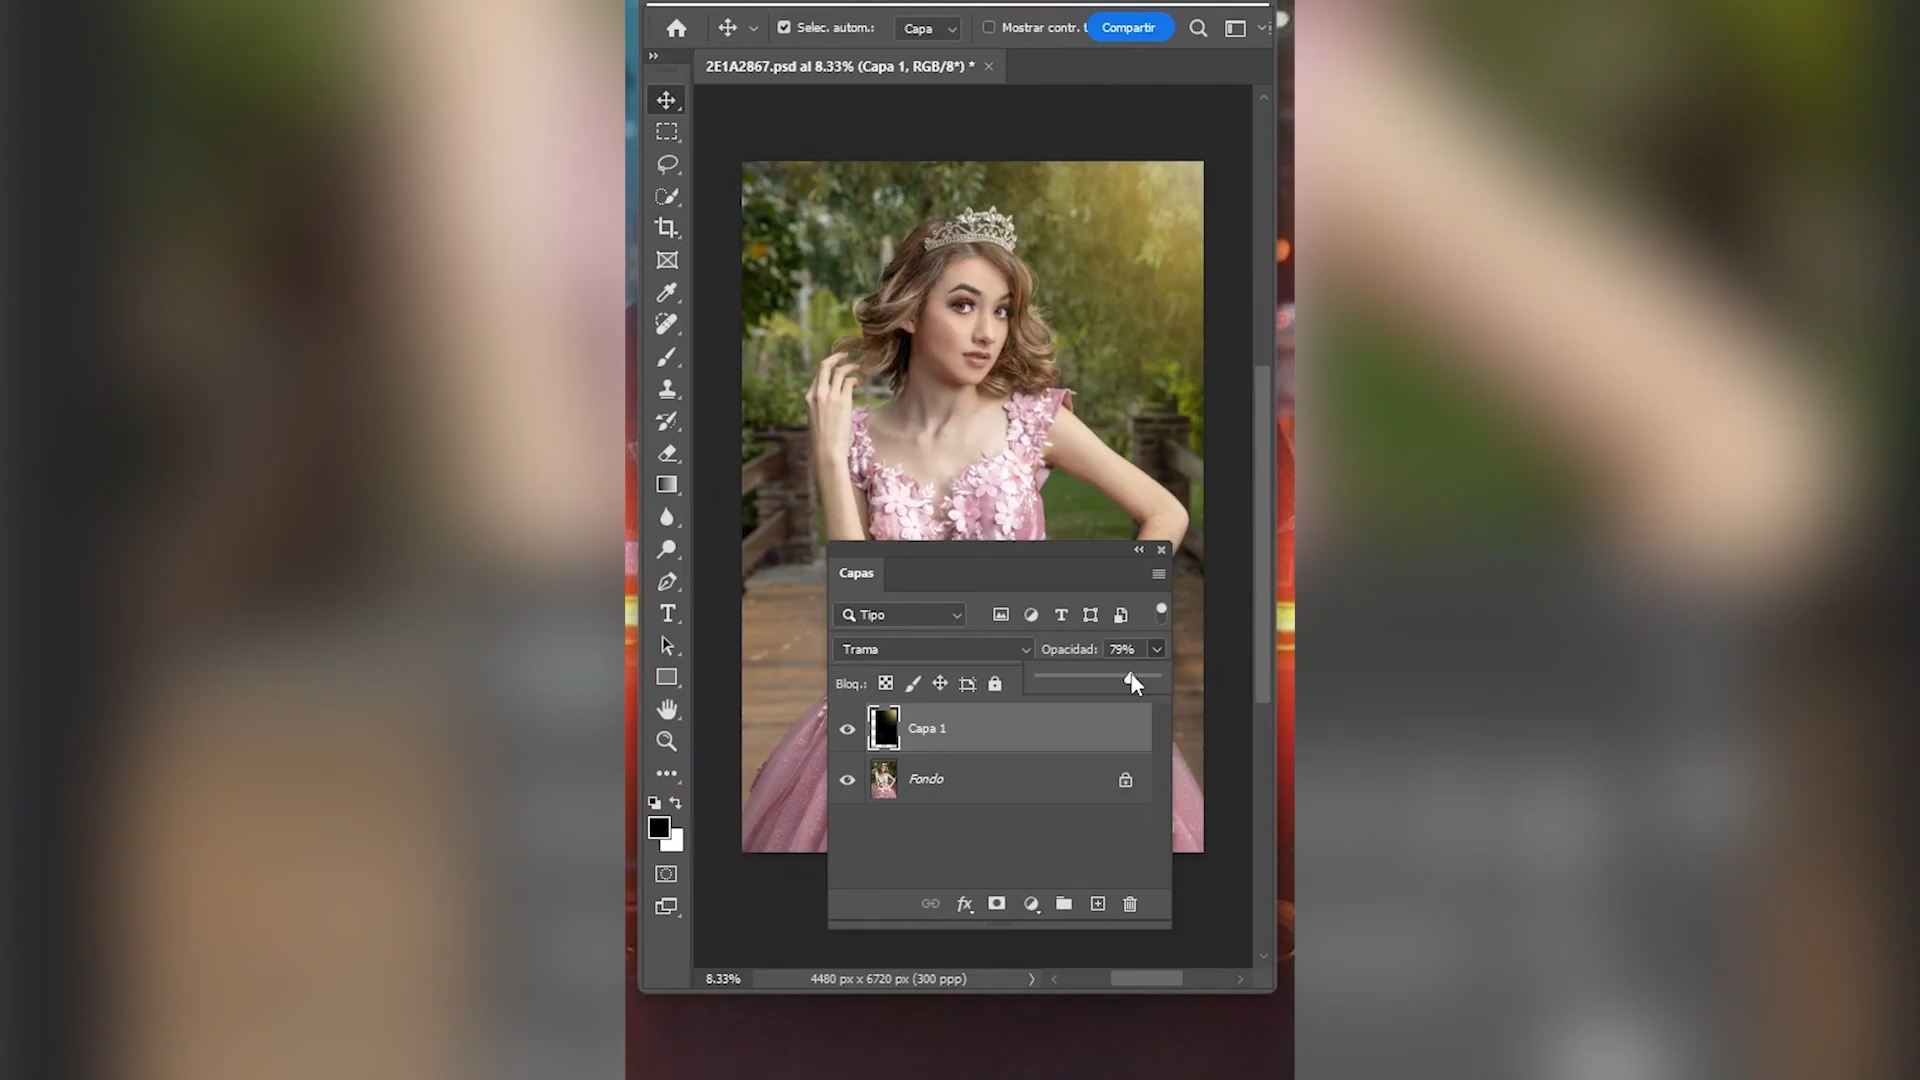 Selec. autom.: Capa Mostrar contr. t Compartir
2E1A2867.psd al 8.33% (Capa 1, RGB/8*) * ×
Capas
Tipo
Trama Opacidad: 79%
Bloq.:
Capa 1
Fondo
fx
8.33% 4480 px x 6720 px (300 ppp)